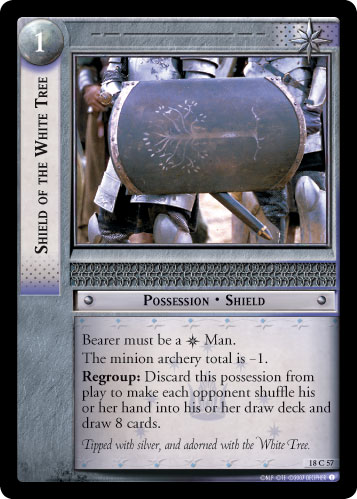 1
SHIELD OF THE WHITE TREE
POSSESSION • SHIELD
Bearer must be a Man.
The minion archery total is –1.
Regroup: Discard this possession from
play to make each opponent shuffle his
or her hand into his or her draw deck and
draw 8 cards.
Tipped with silver, and adorned with the White Tree.
18 C 57